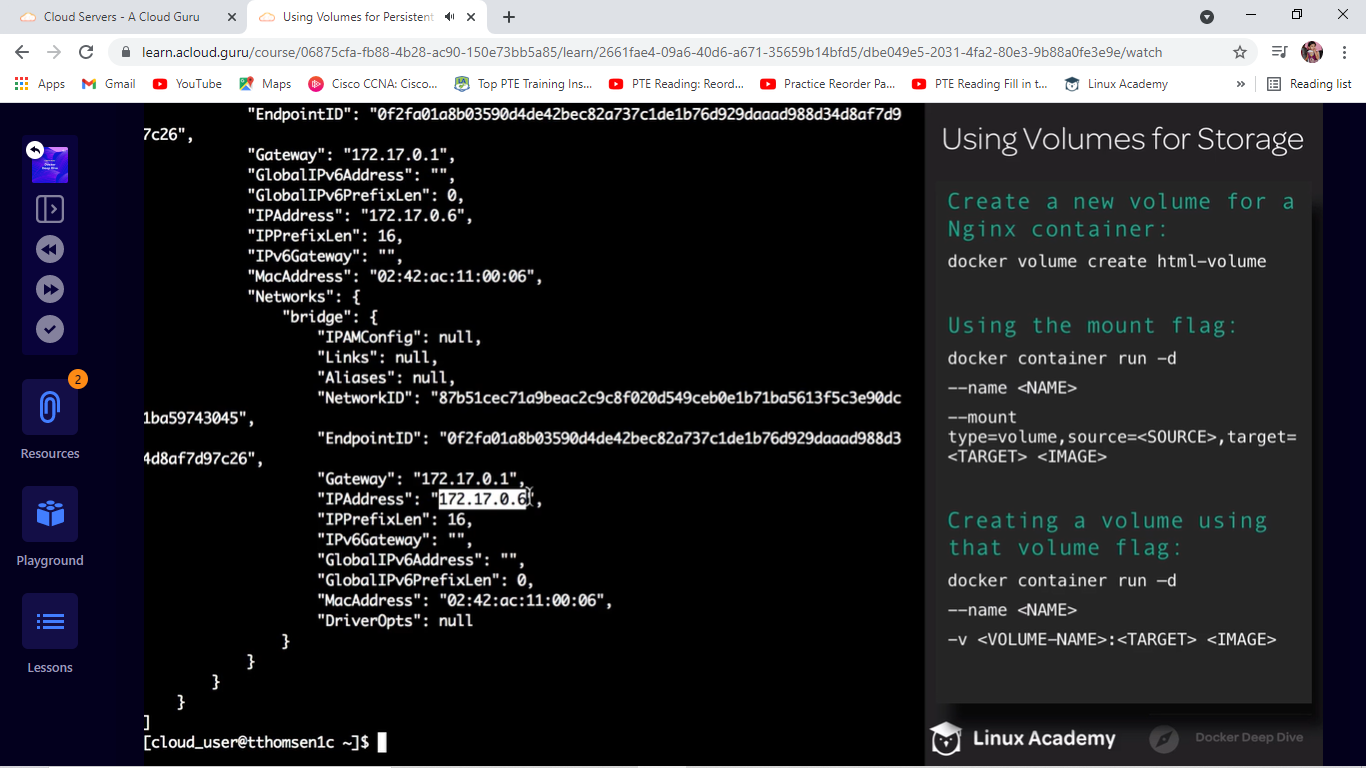 Cloud Servers - A Cloud Guru
Using Volumes for Persistent
learn.acloud.guru/course/06875cfa-fb88-4b28-ac90-150e73bb5a85/learn/2661fae4-09a6-40d6-a671-35659b14bfd5/dbe049e5-2031-4fa2-80e3-9b88a0fe3e9e/watch
Apps
Gmail
YouTube
Maps
Cisco CCNA: Cisco...
Top PTE Training Ins...
PTE Reading: Reord...
Practice Reorder Pa...
PTE Reading Fill in t...
Linux Academy
»
Reading list
2
Resources
Playground
Lessons
"EndpointID": "0f2fa01a8b03590d4de42bec82a737c1de1b76d929daaad988d34d8af7d9
7c26",
"Gateway": "172.17.0.1",
"GlobalIPv6Address": "",
"GlobalIPv6PrefixLen": 0,
"IPAddress": "172.17.0.6",
"IPPrefixLen": 16,
"IPv6Gateway": "",
"MacAddress": "02:42:ac:11:00:06",
"Networks": {
"bridge": {
"IPAMConfig": null,
"Links": null,
"Aliases": null,
"NetworkID": "87b51cec71a9beac2c9c8f020d549ceb0e1b71ba5613f5c3e90dc
1ba59743045",
"EndpointID": "0f2fa01a8b03590d4de42bec82a737c1de1b76d929daaad988d3
4d8af7d97c26",
"Gateway": "172.17.0.1",
"IPAddress": "172.17.0.6",
"IPPrefixLen": 16,
"IPv6Gateway": "",
"GlobalIPv6Address": "",
"GlobalIPv6PrefixLen": 0,
"MacAddress": "02:42:ac:11:00:06",
"DriverOpts": null
}
}
}
}
]
[cloud_user@tthomsen1c ~]$
Using Volumes for Storage
Create a new volume for a
Nginx container:
docker volume create html-volume
Using the mount flag:
docker container run -d
--name <NAME>
--mount
type=volume,source=<SOURCE>,target=
<TARGET> <IMAGE>
Creating a volume using
that volume flag:
docker container run -d
--name <NAME>
-v <VOLUME-NAME>:<TARGET> <IMAGE>
Linux Academy
Docker Deep Dive